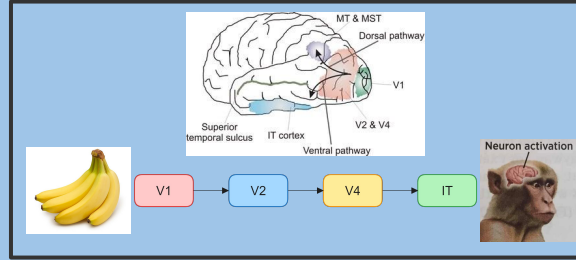 MT & MST
Dorsal pathway
V1
V2 & V4
Superior
temporal sulcus
IT cortex
Ventral pathway
Neuron activation
V1
V2
V4
IT